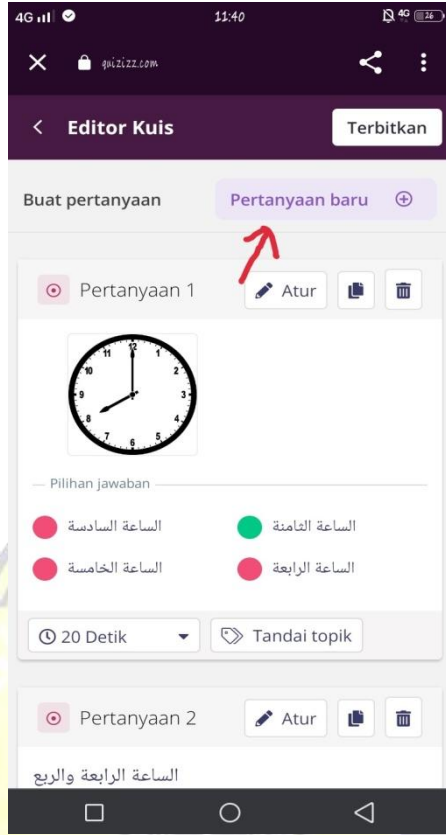 4G 11:40 4G 26
quizizz.com
Editor Kuis Terbitkan
Buat pertanyaan Pertanyaan baru
Pertanyaan 1 Atur
12
11 1
10 2
9 3
8 4
7 5
6
Pilihan jawaban
الساعة السادسة الساعة الثامنة
الساعة الخامسة الساعة الرابعة
20 Detik Tandai topik
Pertanyaan 2 Atur
الساعة الرابعة والربع